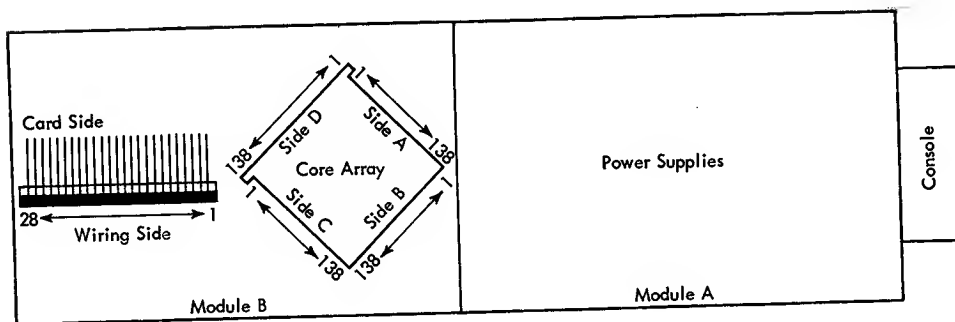 Card Side
28
1
Wiring Side
1
Side D
138
1
Side A
138
Core Array
1
Side C
138
1
Side B
138
Module B
Power Supplies
Module A
Console